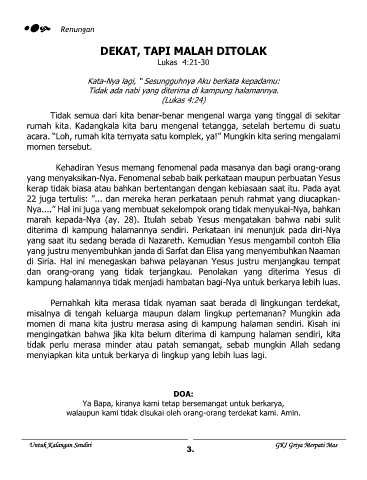 Renungan
DEKAT, TAPI MALAH DITOLAK
Lukas 4:21-30
Kata-Nya lagi, " Sesungguhnya Aku berkata kepadamu:
Tidak ada nabi yang diterima di kampung halamannya.
(Lukas 4:24)
Tidak semua dari kita benar-benar mengenal warga yang tinggal di sekitar
rumah kita. Kadangkala kita baru mengenal tetangga, setelah bertemu di suatu
acara. "Loh, rumah kita ternyata satu komplek, ya!" Mungkin kita sering mengalami
momen tersebut.
Kehadiran Yesus memang fenomenal pada masanya dan bagi orang-orang
yang menyaksikan-Nya. Fenomenal sebab baik perkataan maupun perbuatan Yesus
kerap tidak biasa atau bahkan bertentangan dengan kebiasaan saat itu. Pada ayat
22 juga tertulis: "... dan mereka heran perkataan penuh rahmat yang diucapkan-
Nya...." Hal ini juga yang membuat sekelompok orang tidak menyukai-Nya, bahkan
marah kepada-Nya (ay. 28). Itulah sebab Yesus mengatakan bahwa nabi sulit
diterima di kampung halamannya sendiri. Perkataan ini menunjuk pada diri-Nya
yang saat itu sedang berada di Nazareth. Kemudian Yesus mengambil contoh Elia
yang justru menyembuhkan janda di Sarfat dan Elisa yang menyembuhkan Naaman
di Siria. Hal ini menegaskan bahwa pelayanan Yesus justru menjangkau tempat
dan orang-orang yang tidak terjangkau. Penolakan yang diterima Yesus di
kampung halamannya tidak menjadi hambatan bagi-Nya untuk berkarya lebih luas.
Pernahkah kita merasa tidak nyaman saat berada di lingkungan terdekat,
misalnya di tengah keluarga maupun dalam lingkup pertemanan? Mungkin ada
momen di mana kita justru merasa asing di kampung halaman sendiri. Kisah ini
mengingatkan bahwa jika kita belum diterima di kampung halaman sendiri, kita
tidak perlu merasa minder atau patah semangat, sebab mungkin Allah sedang
menyiapkan kita untuk berkarya di lingkup yang lebih luas lagi.
DOA:
Ya Bapa, kiranya kami tetap bersemangat untuk berkarya,
walaupun kami tidak disukai oleh orang-orang terdekat kami. Amin.
Untuk Kalangan Sendiri
GKI Griya Merpati Mas
3.